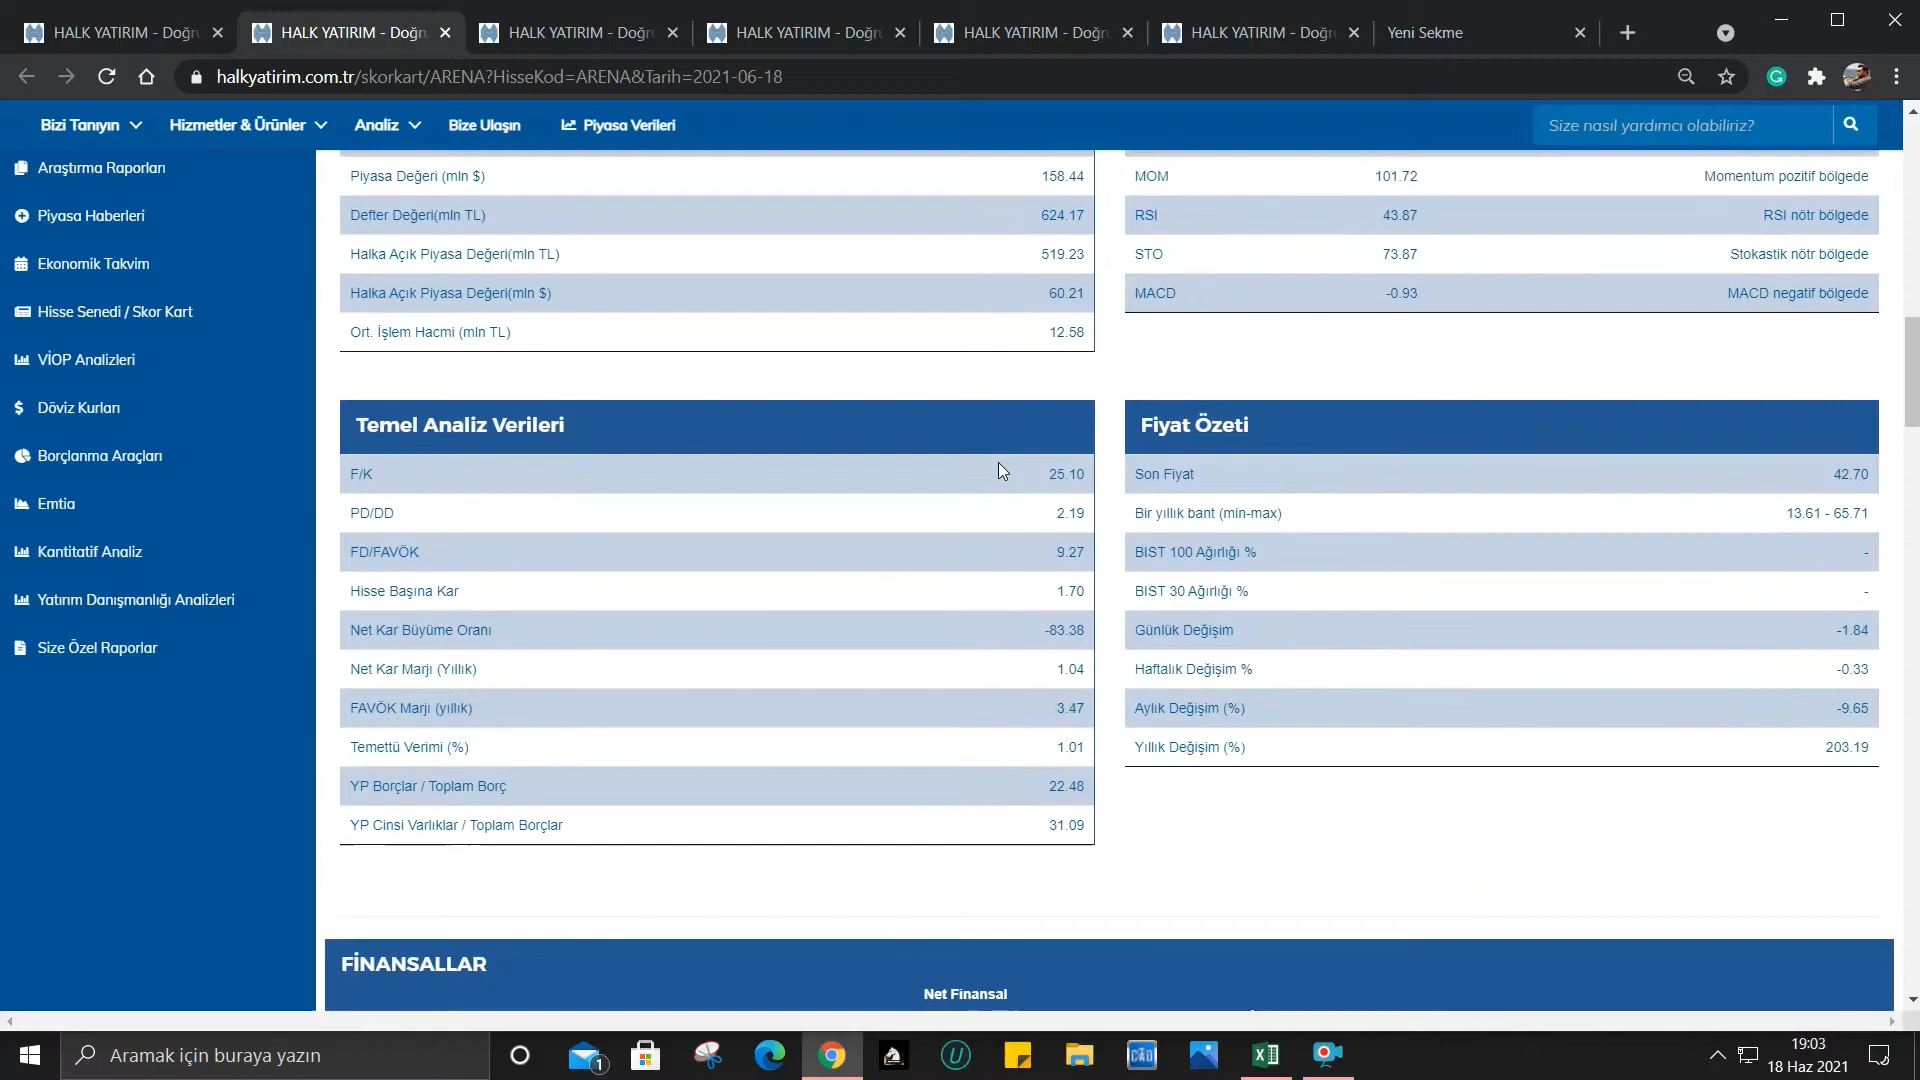 HALK YATIRIM - Doğru
HALK YATIRIM - Doğru
HALK YATIRIM - Doğru
HALK YATIRIM - Doğru
HALK YATIRIM - Doğru
HALK YATIRIM - Doğru
Yeni Sekme
halkyatirim.com.tr/skorkart/ARENA?HisseKod=ARENA&Tarih=2021-06-18
Bizi Tanıyın
Hizmetler & Ürünler
Analiz
Bize Ulaşın
Piyasa Verileri
Size nasıl yardımcı olabiliriz?
Araştırma Raporları
Piyasa Haberleri
Ekonomik Takvim
Hisse Senedi / Skor Kart
VİOP Analizleri
Döviz Kurları
Borçlanma Araçları
Emtia
Kantitatif Analiz
Yatırım Danışmanlığı Analizleri
Size Özel Raporlar
Piyasa Değeri (mln $) 158.44
Defter Değeri(mln TL) 624.17
Halka Açık Piyasa Değeri(mln TL) 519.23
Halka Açık Piyasa Değeri(mln $) 60.21
Ort. İşlem Hacmi (mln TL) 12.58
MOM 101.72 Momentum pozitif bölgede
RSI 43.87 RSI nötr bölgede
STO 73.87 Stokastik nötr bölgede
MACD -0.93 MACD negatif bölgede
Temel Analiz Verileri
F/K 25.10
PD/DD 2.19
FD/FAVÖK 9.27
Hisse Başına Kar 1.70
Net Kar Büyüme Oranı -83.38
Net Kar Marjı (Yıllık) 1.04
FAVÖK Marjı (yıllık) 3.47
Temettü Verimi (%) 1.01
YP Borçlar / Toplam Borç 22.48
YP Cinsi Varlıklar / Toplam Borçlar 31.09
Fiyat Özeti
Son Fiyat 42.70
Bir yıllık bant (min-max) 13.61 - 65.71
BIST 100 Ağırlığı % -
BIST 30 Ağırlığı % -
Günlük Değişim -1.84
Haftalık Değişim % -0.33
Aylık Değişim (%) -9.65
Yıllık Değişim (%) 203.19
FİNANSALLAR
Net Finansal
Aramak için buraya yazın
1
19:03
18 Haz 2021